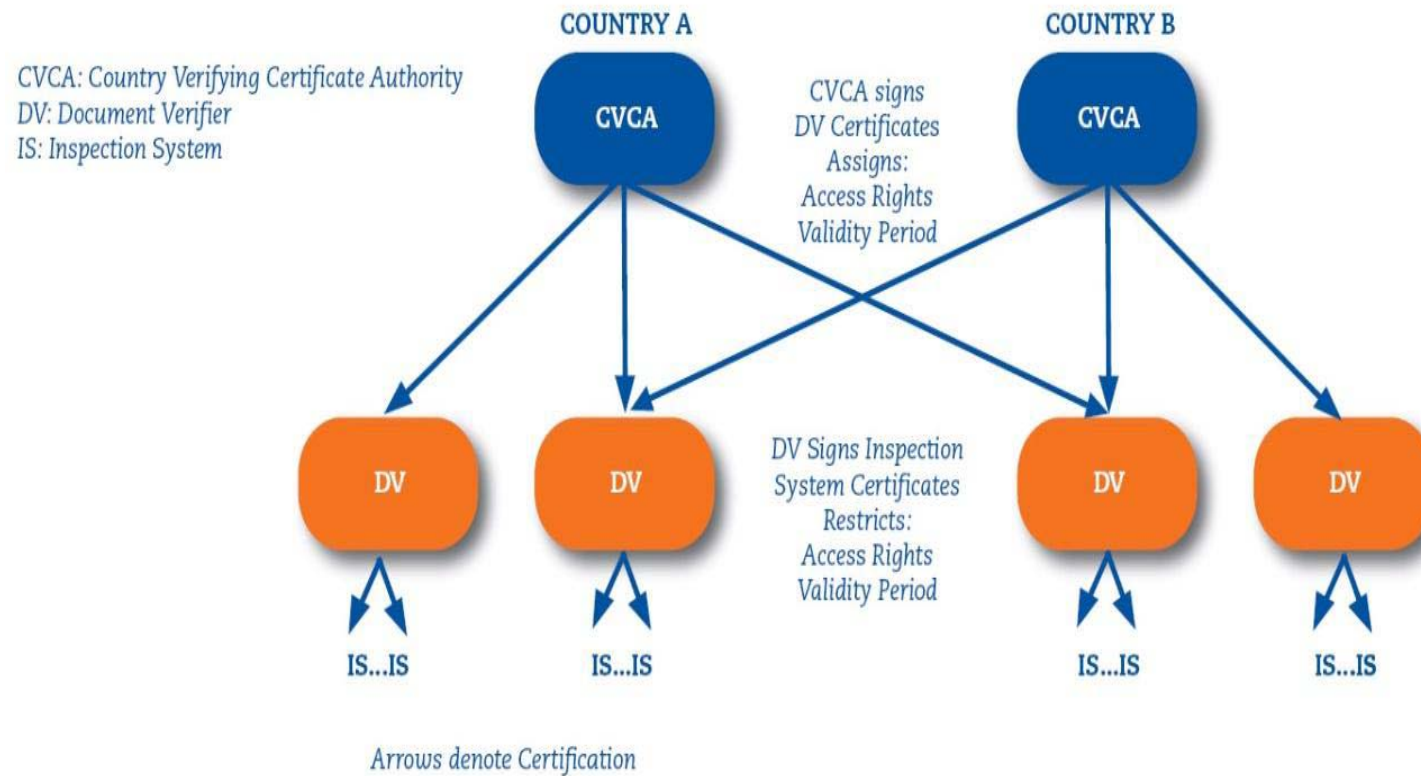 COUNTRY A
COUNTRY B
CVCA: Country Verifying Certificate Authority
DV: Document Verifier
IS: Inspection System
CVCA
CVCA signs
DV Certificates
Assigns:
Access Rights
Validity Period
CVCA
DV
DV
DV Signs Inspection
System Certificates
Restricts:
Access Rights
Validity Period
DV
DV
IS...IS
IS...IS
IS...IS
IS...IS
Arrows denote Certification